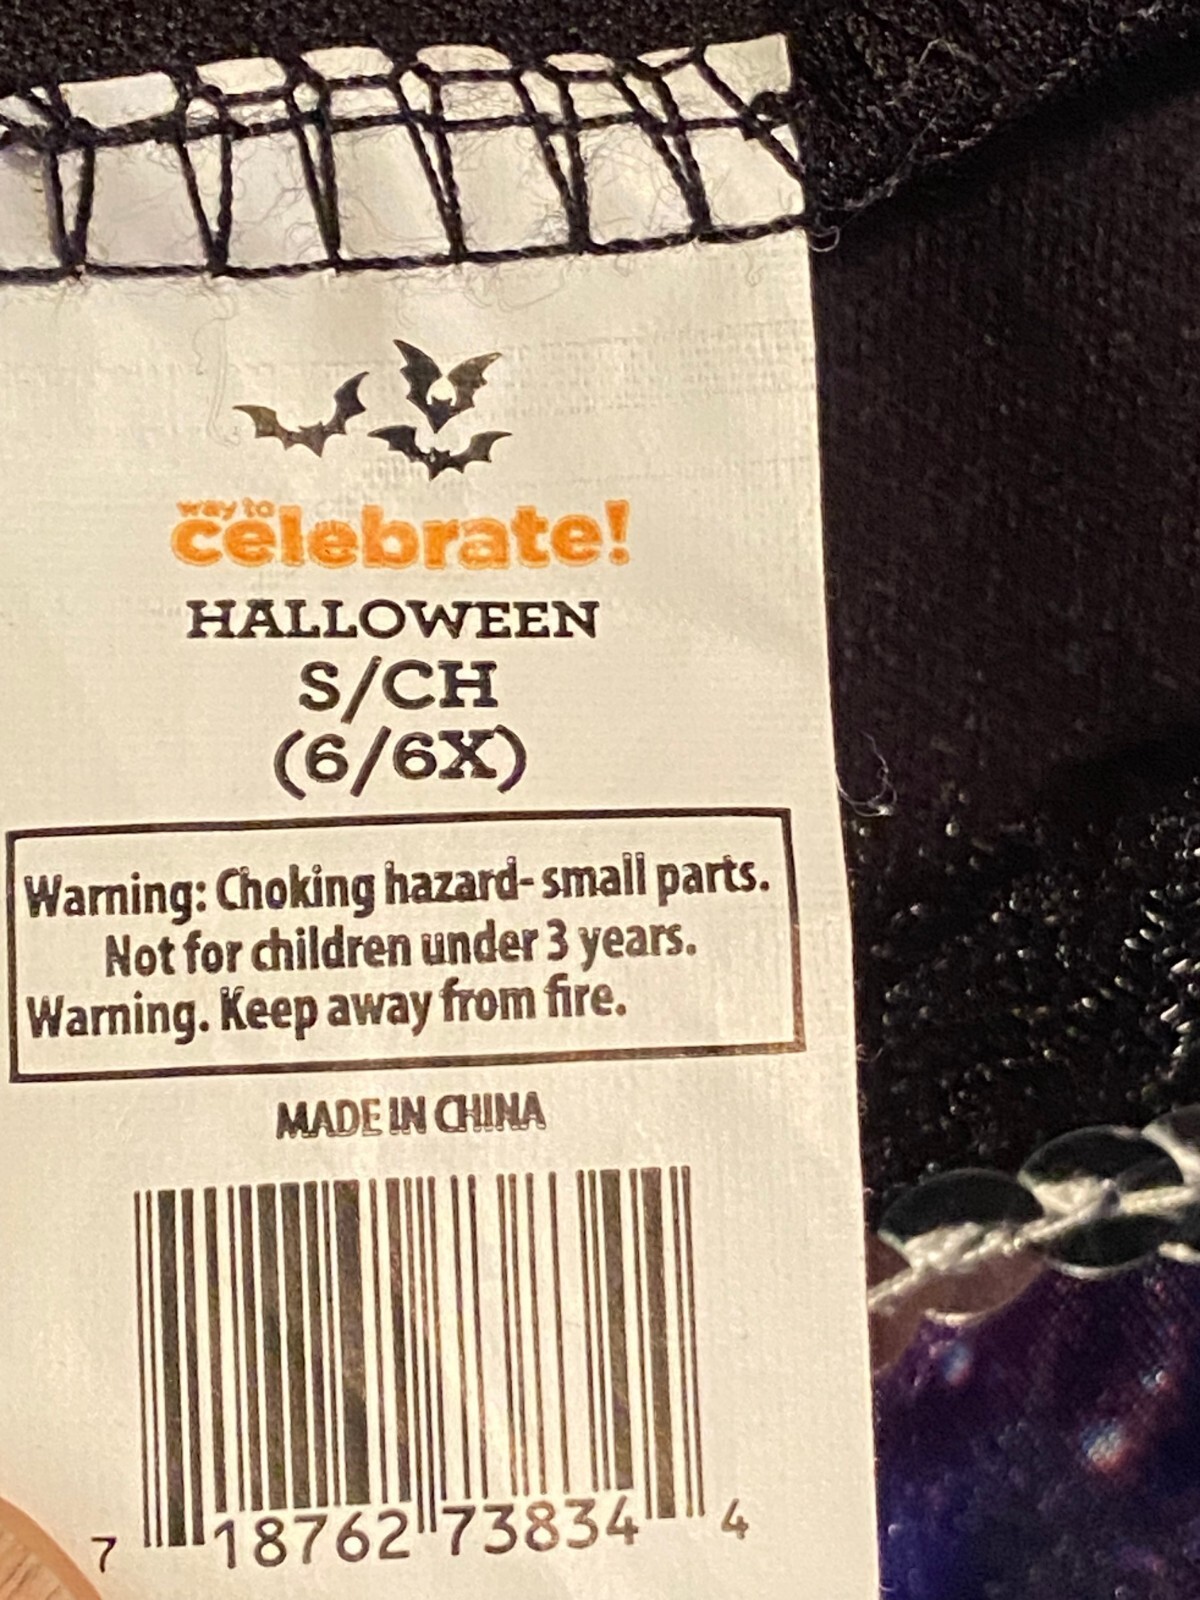 way to
celebrate!
HALLOWEEN
S/CH
(6/6X)
Warning: Choking hazard- small parts.
Not for children under 3 years.
Warning. Keep away from fire.
MADE IN CHINA
7 18762 73834 4